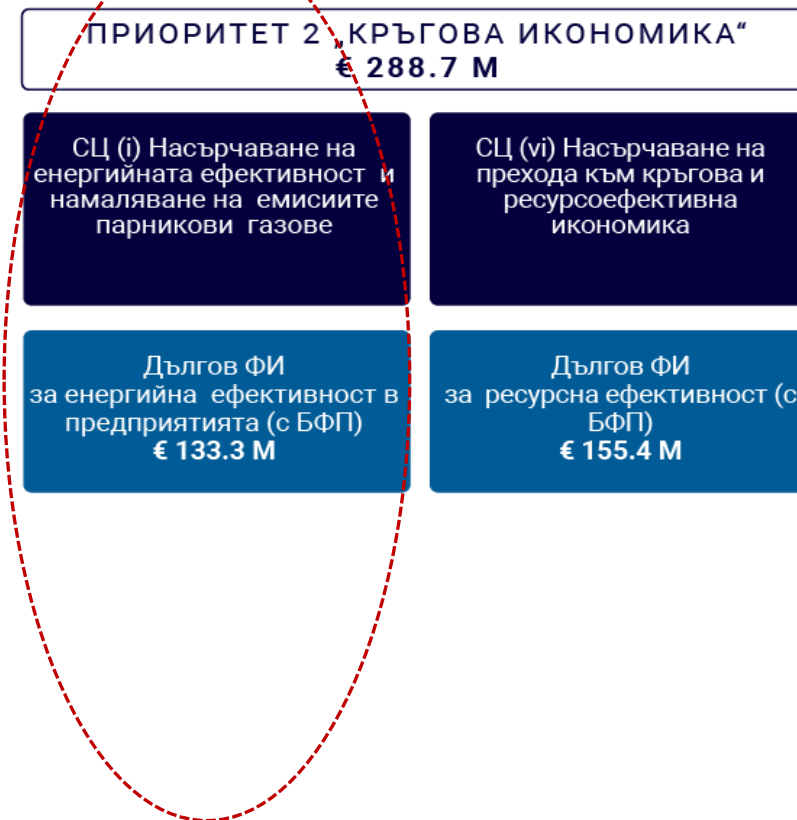 ПРИОРИТЕТ 2 „КРЪГОВА ИКОНОМИКА“
€ 288.7 М
СЦ (i) Насърчаване на
енергийната ефективност и
намаляване на емисиите
парникови газове
СЦ (vi) Насърчаване на
прехода към кръгова и
ресурсоефективна
икономика
Дългов ФИ
за енергийна ефективност в
предприятията (с БФП)
€ 133.3 М
Дългов ФИ
за ресурсна ефективност (с
БФП)
€ 155.4 М